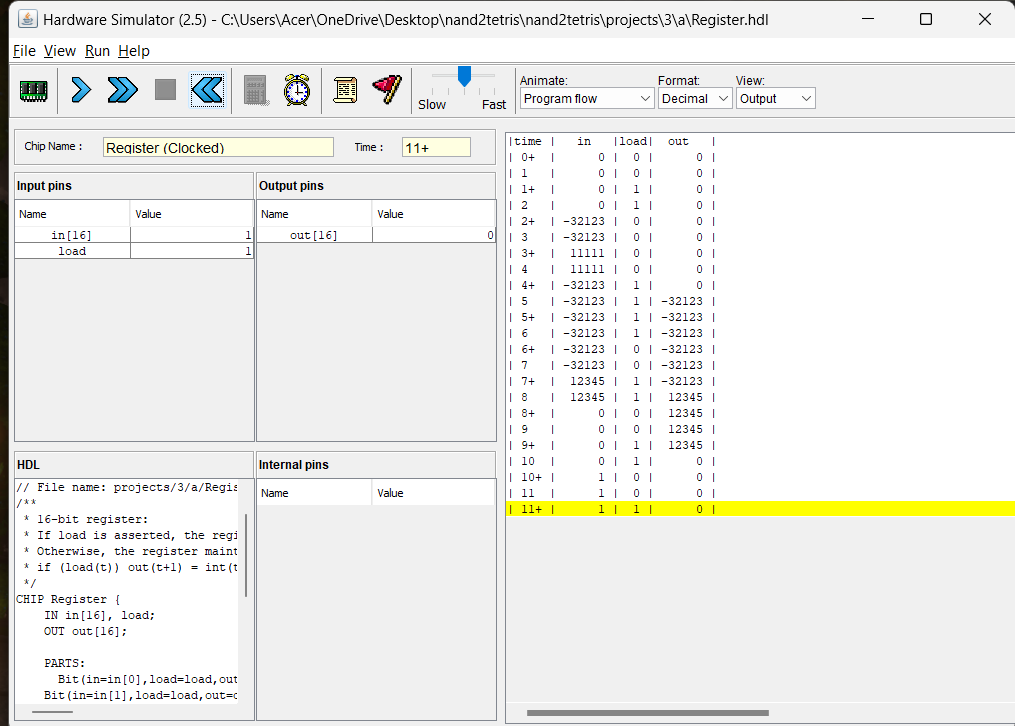 Hardware Simulator (2.5) - C:\Users\Acer\OneDrive\Desktop\nand2tetris\nand2tetris\projects\3\a\Register.hdl
File View Run Help
Slow Fast
Animate: Format: View:
Program flow Decimal Output
Chip Name : Register (Clocked) Time : 11+
Input pins
Name Value
in[16] 1
load 1
Output pins
Name Value
out[16] 0
HDL
// File name: projects/3/a/Regis
/**
* 16-bit register:
* If load is asserted, the regi
* Otherwise, the register maint
* if (load(t)) out(t+1) = int(t
*/
CHIP Register {
IN in[16], load;
OUT out[16];
PARTS:
Bit(in=in[0],load=load,out
Bit(in=in[1],load=load,out=o
Internal pins
Name Value
|time | in |load| out |
| 0+ | 0 | 0 | 0 |
| 1 | 0 | 0 | 0 |
| 1+ | 0 | 1 | 0 |
| 2 | 0 | 1 | 0 |
| 2+ | -32123 | 0 | 0 |
| 3 | -32123 | 0 | 0 |
| 3+ | 11111 | 0 | 0 |
| 4 | 11111 | 0 | 0 |
| 4+ | -32123 | 1 | 0 |
| 5 | -32123 | 1 | -32123 |
| 5+ | -32123 | 1 | -32123 |
| 6 | -32123 | 1 | -32123 |
| 6+ | -32123 | 0 | -32123 |
| 7 | -32123 | 0 | -32123 |
| 7+ | 12345 | 1 | -32123 |
| 8 | 12345 | 1 | 12345 |
| 8+ | 0 | 0 | 12345 |
| 9 | 0 | 0 | 12345 |
| 9+ | 0 | 1 | 12345 |
| 10 | 0 | 1 | 0 |
| 10+ | 1 | 0 | 0 |
| 11 | 1 | 0 | 0 |
| 11+ | 1 | 1 | 0 |